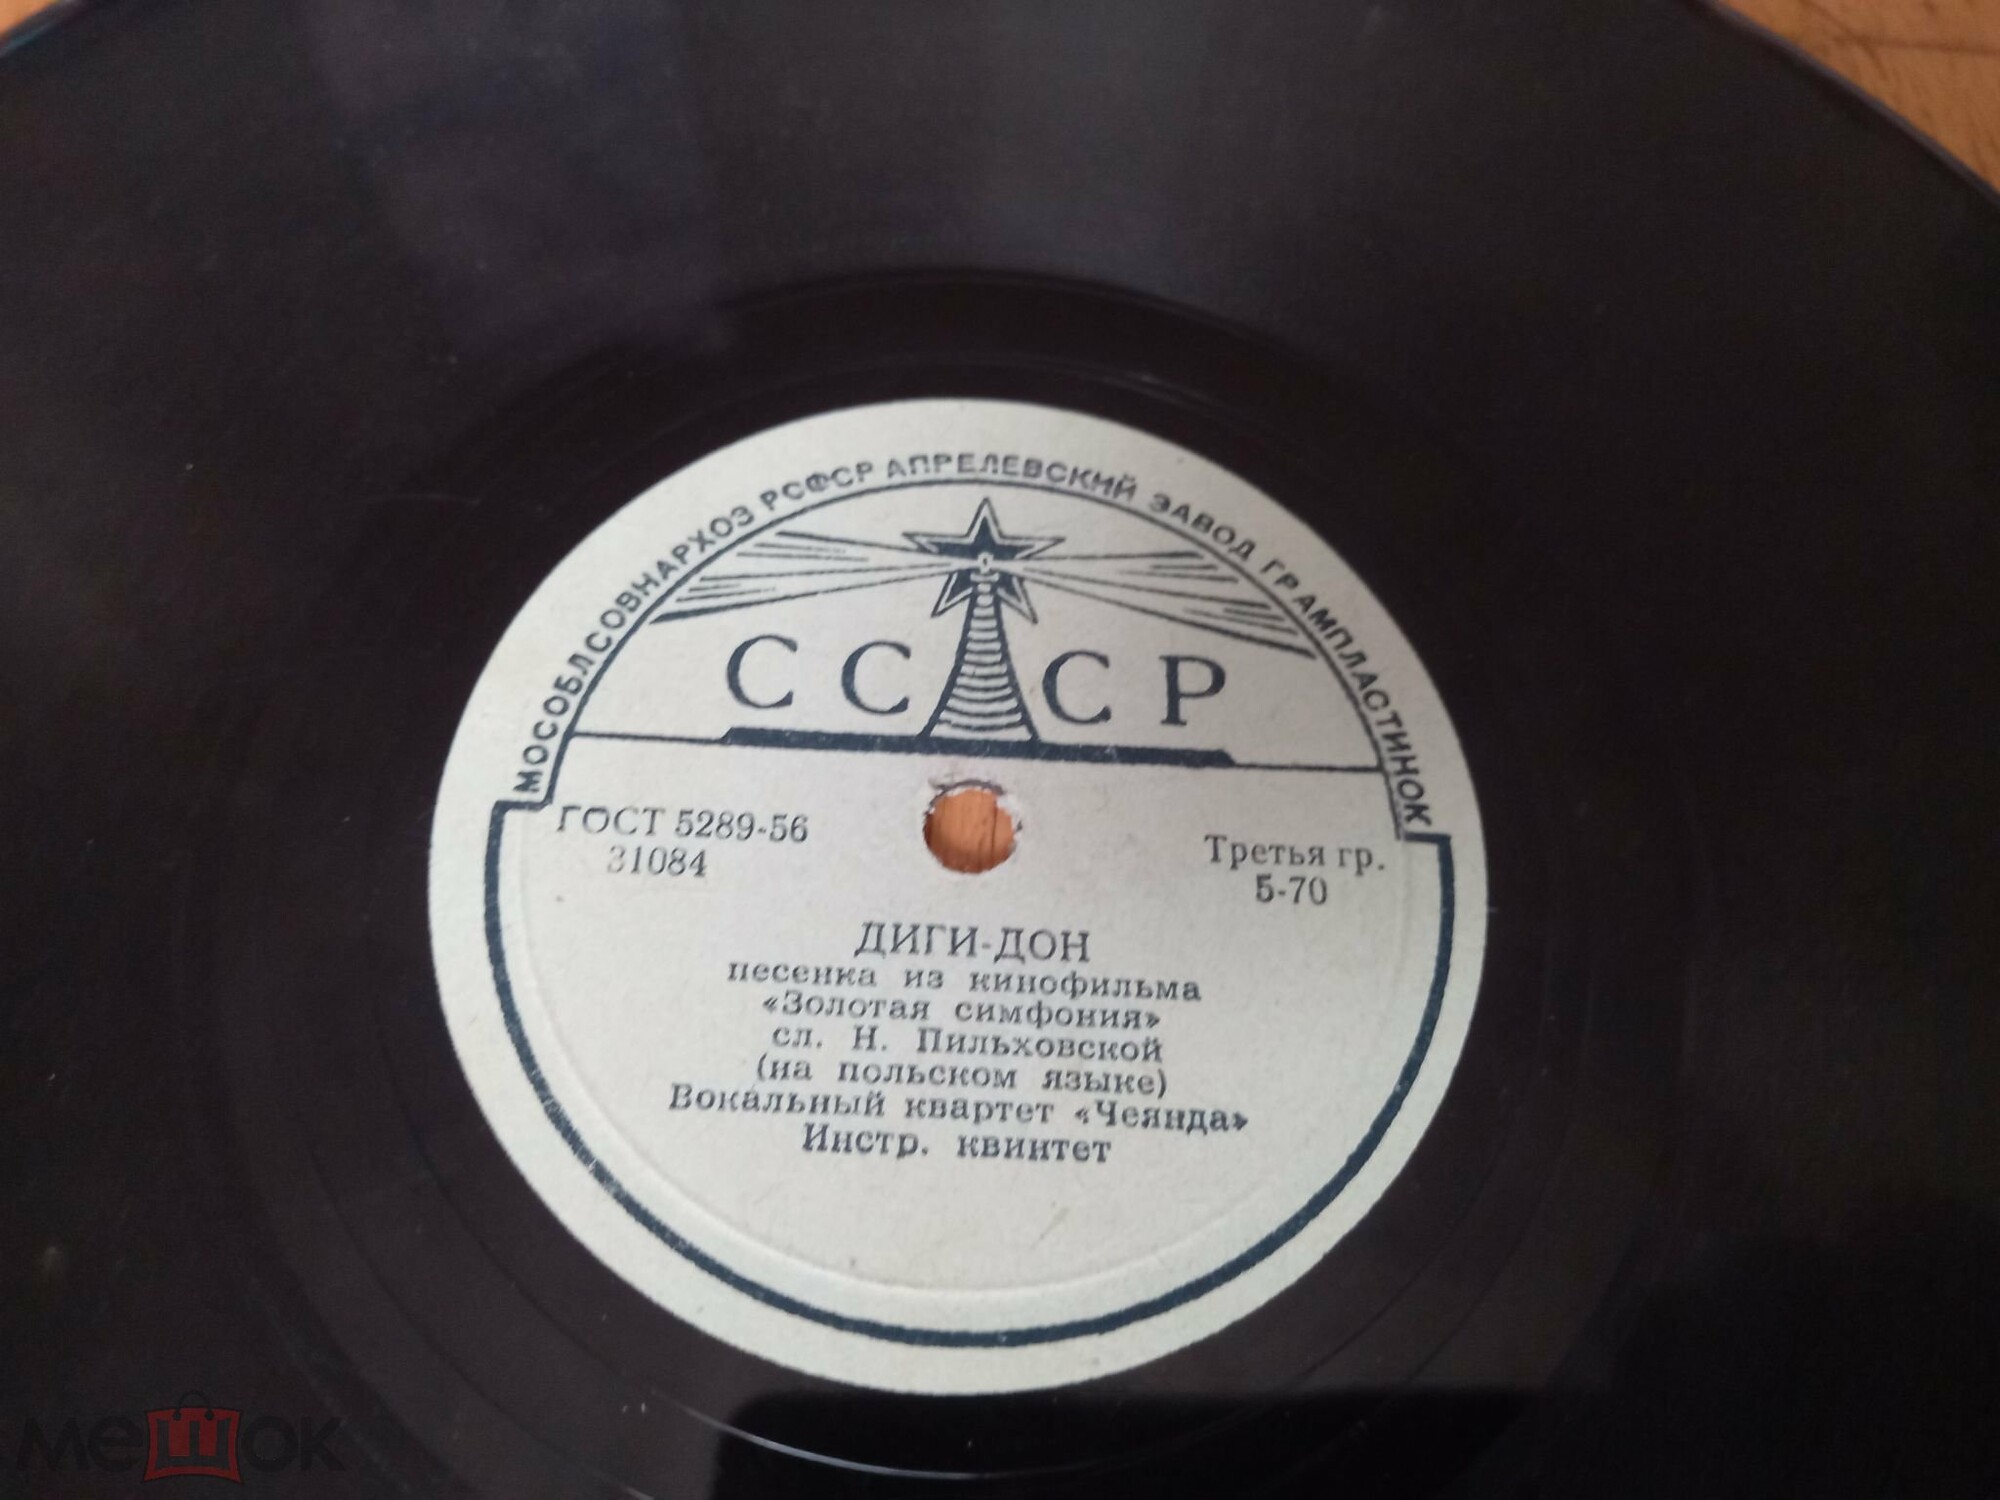 МОСОБЛСОВНАРХОЗ РСФСР АПРЕЛЕВСКИЙ ЗАВОД ГРАМПЛАСТИНОК
СССР
ГОСТ 5289-56
31084
Третья гр.
5-70
ДИГИ-ДОН
песенка из кинофильма
«Золотая симфония»
сл. Н. Пильховской
(на польском языке)
Вокальный квартет «Чеянда»
Инстр. квинтет
мешок